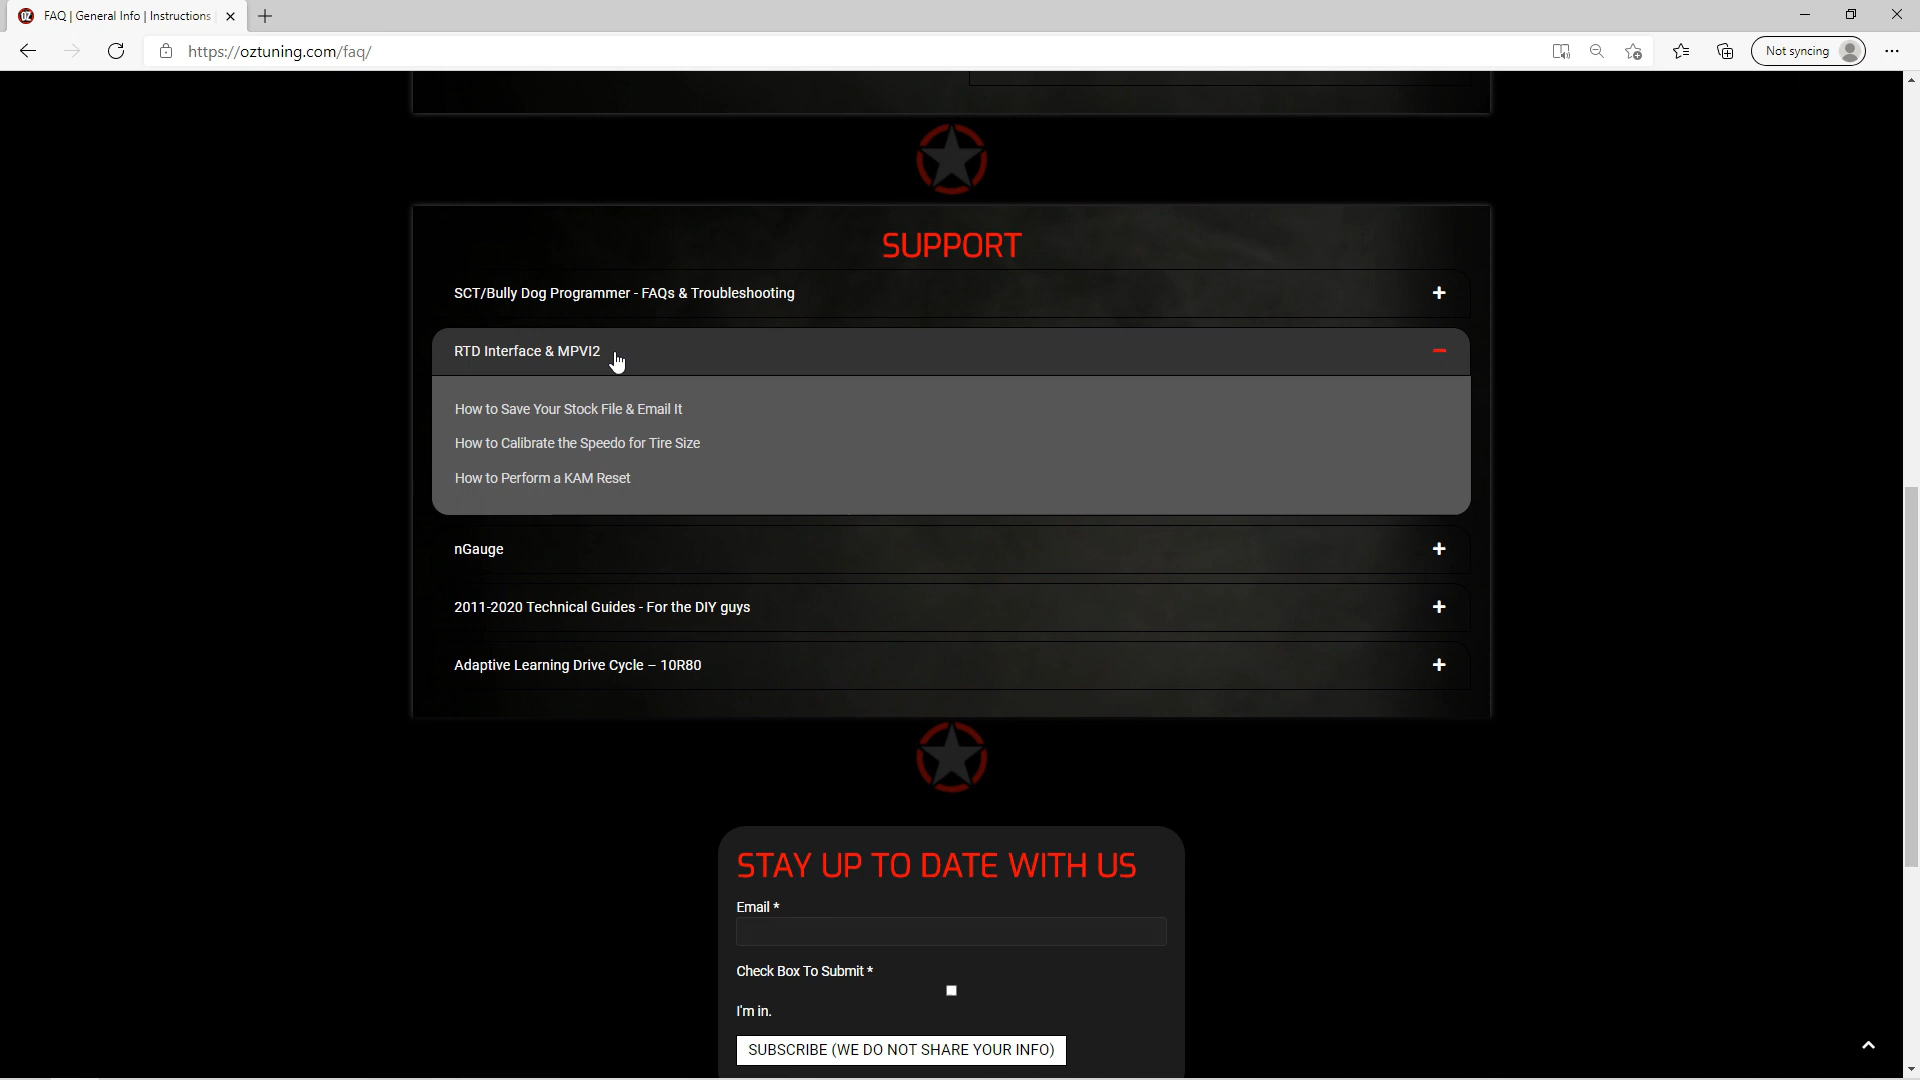 FAQ | General Info | Instructions
https://oztuning.com/faq/
Not syncing
SUPPORT
SCT/Bully Dog Programmer - FAQs & Troubleshooting
RTD Interface & MPVI2
How to Save Your Stock File & Email It
How to Calibrate the Speedo for Tire Size
How to Perform a KAM Reset
nGauge
2011-2020 Technical Guides - For the DIY guys
Adaptive Learning Drive Cycle – 10R80
STAY UP TO DATE WITH US
Email *
Check Box To Submit *
I'm in.
SUBSCRIBE (WE DO NOT SHARE YOUR INFO)